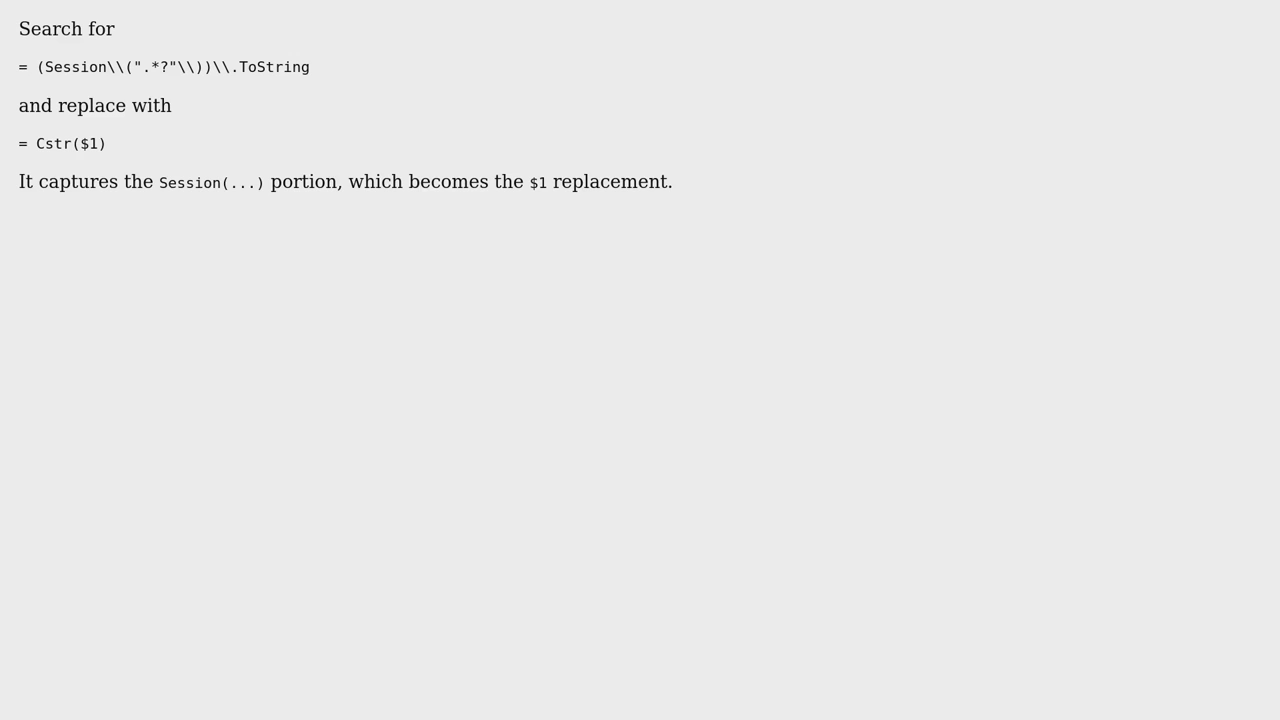 Search for
= (Session\\(".*?"\\))\\.ToString
and replace with
= Cstr($1)
It captures the Session(...) portion, which becomes the $1 replacement.